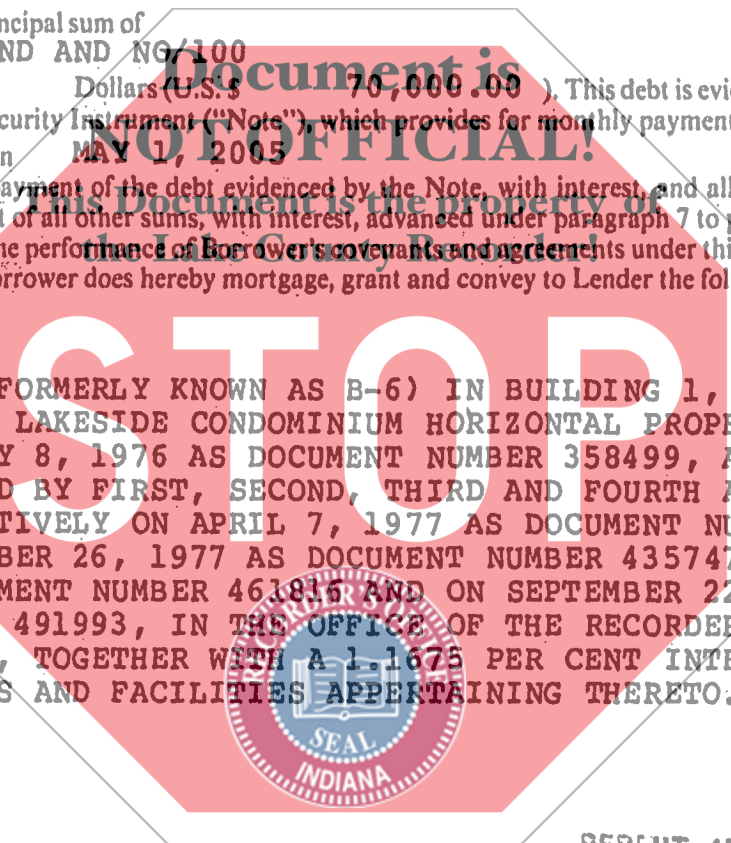 ncipal sum of
ND AND NO/100
Dollars (U.S. $ 70,000.00 ). This debt is evi
curity Instrument ("Note"), which provides for monthly payment
n MAY 1, 2005
ayment of the debt evidenced by the Note, with interest, and all
t of all other sums, with interest, advanced under paragraph 7 to p
he performance of Borrower's covenants and agreements under thi
orrower does hereby mortgage, grant and convey to Lender the fol
Document is
NOT OFFICIAL!
This Document is the property of
the Lake County Recorder!
STOP
FORMERLY KNOWN AS B-6) IN BUILDING 1,
LAKESIDE CONDOMINIUM HORIZONTAL PROPE
Y 8, 1976 AS DOCUMENT NUMBER 358499, A
D BY FIRST, SECOND, THIRD AND FOURTH A
TIVELY ON APRIL 7, 1977 AS DOCUMENT NU
BER 26, 1977 AS DOCUMENT NUMBER 435747
MENT NUMBER 461816 AND ON SEPTEMBER 22
491993, IN THE OFFICE OF THE RECORDER
, TOGETHER WITH A 1.1675 PER CENT INTE
S AND FACILITIES APPERTAINING THERETO.
RECORDER'S OFFICE
SEAL
INDIANA